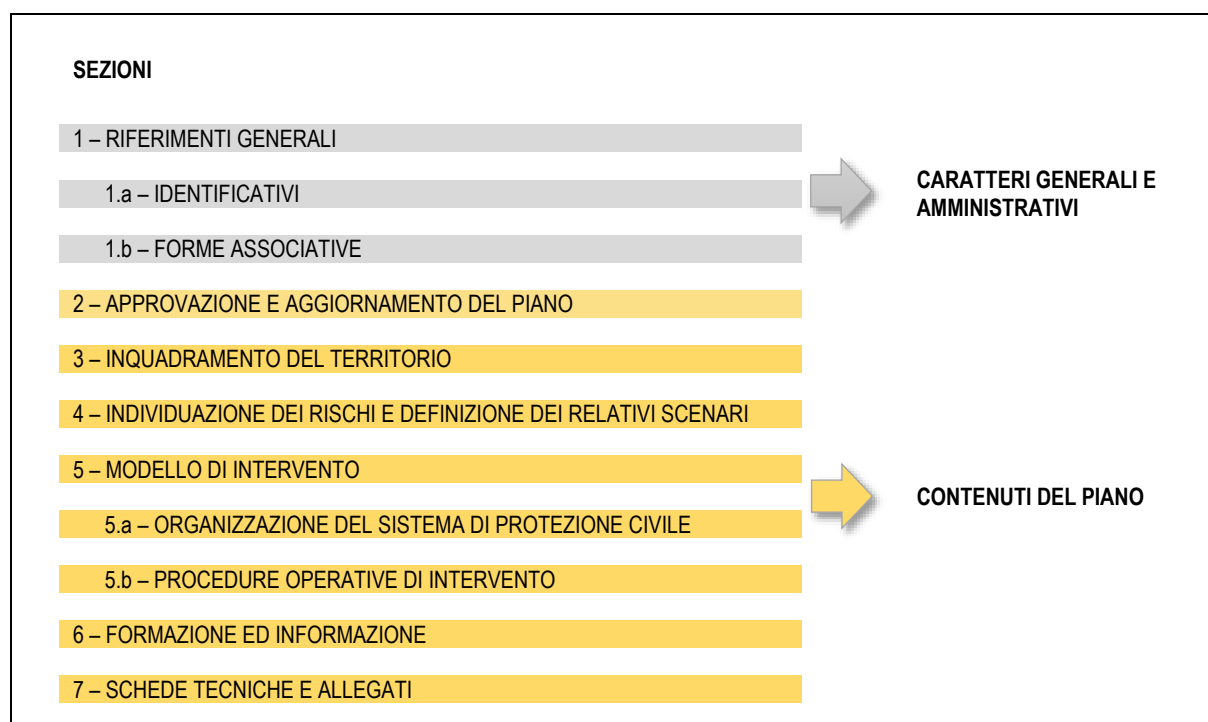 SEZIONI
1 – RIFERIMENTI GENERALI
1.a – IDENTIFICATIVI
1.b – FORME ASSOCIATIVE
CARATTERI GENERALI E
AMMINISTRATIVI
2 – APPROVAZIONE E AGGIORNAMENTO DEL PIANO
3 – INQUADRAMENTO DEL TERRITORIO
4 – INDIVIDUAZIONE DEI RISCHI E DEFINIZIONE DEI RELATIVI SCENARI
5 – MODELLO DI INTERVENTO
5.a – ORGANIZZAZIONE DEL SISTEMA DI PROTEZIONE CIVILE
5.b – PROCEDURE OPERATIVE DI INTERVENTO
6 – FORMAZIONE ED INFORMAZIONE
7 – SCHEDE TECNICHE E ALLEGATI
CONTENUTI DEL PIANO